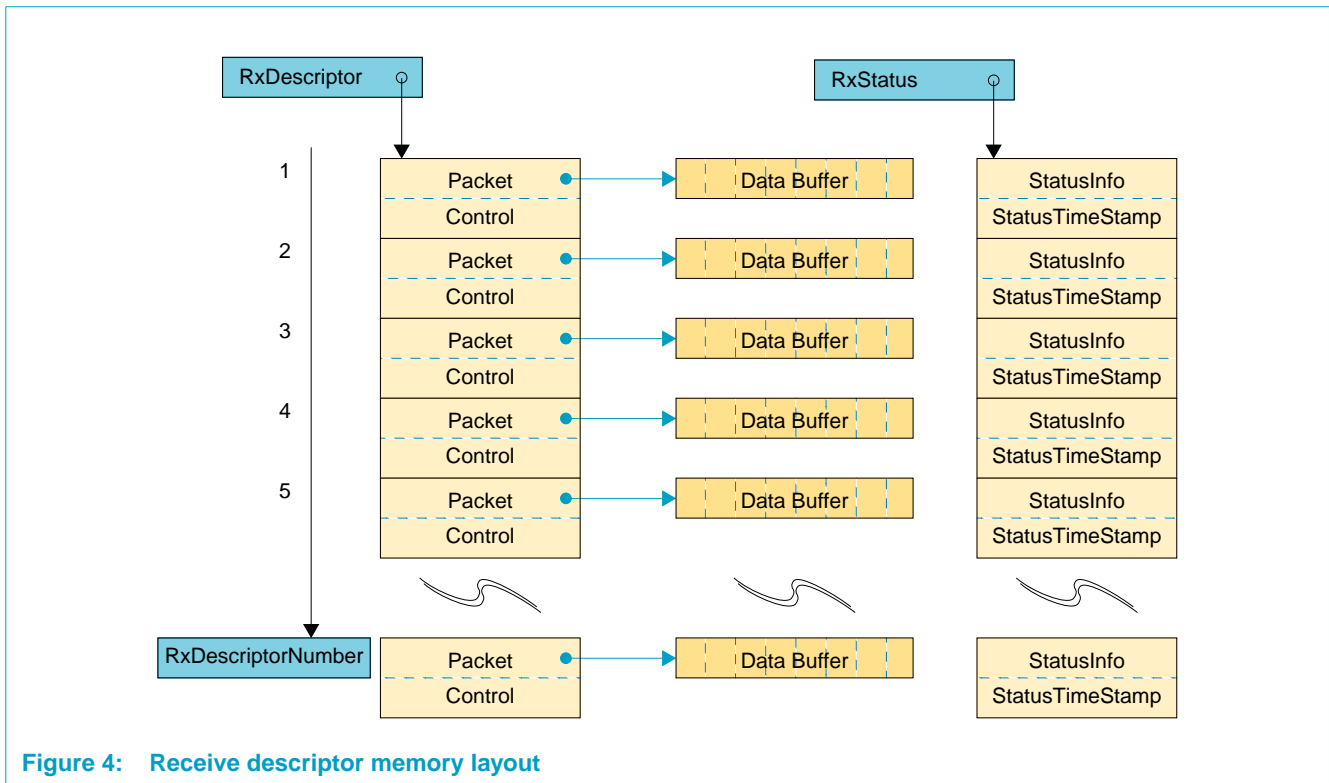 RxDescriptor
RxStatus
1
Packet
Data Buffer
StatusInfo
Control
StatusTimeStamp
2
Packet
Data Buffer
StatusInfo
Control
StatusTimeStamp
3
Packet
Data Buffer
StatusInfo
Control
StatusTimeStamp
4
Packet
Data Buffer
StatusInfo
Control
StatusTimeStamp
5
Packet
Data Buffer
StatusInfo
Control
StatusTimeStamp
RxDescriptorNumber
Packet
Data Buffer
StatusInfo
Control
StatusTimeStamp
Figure 4: Receive descriptor memory layout